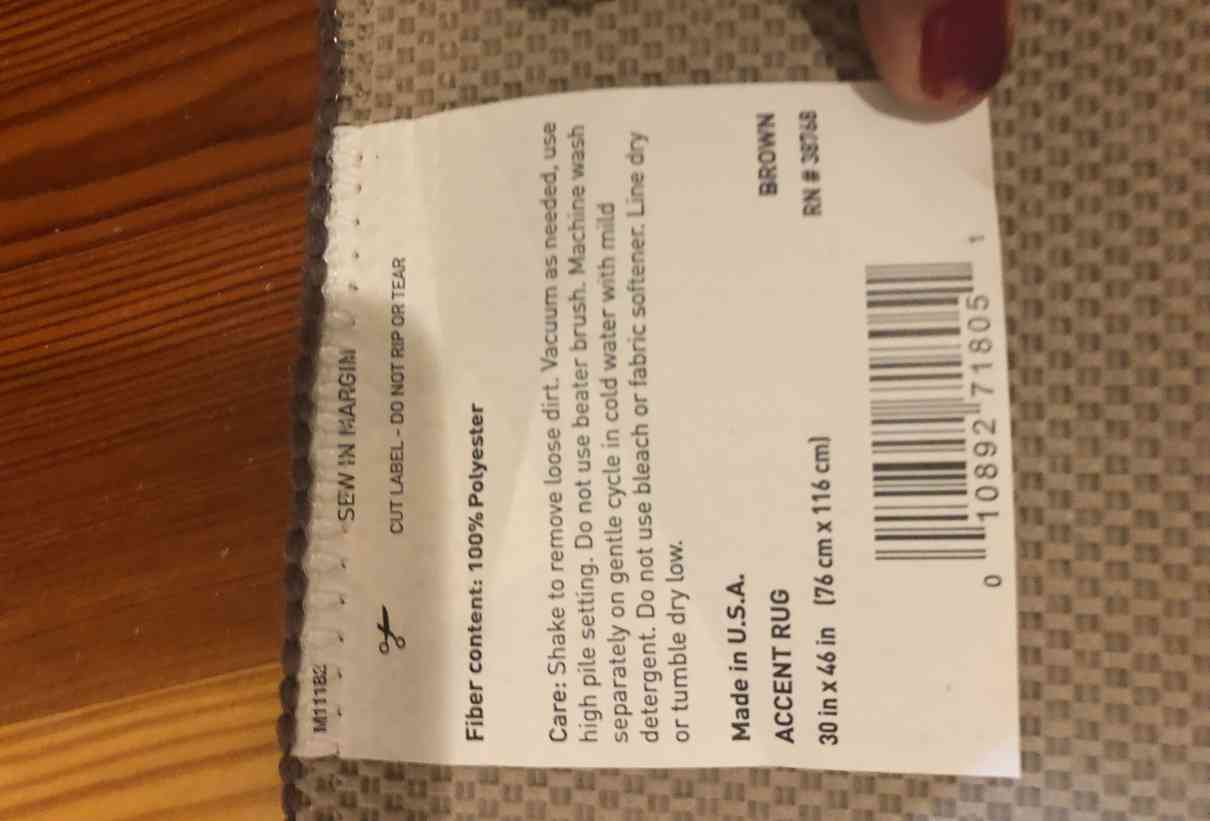 M11182
SEW IN MARGIN
CUT LABEL - DO NOT RIP OR TEAR
Fiber content: 100% Polyester
Care: Shake to remove loose dirt. Vacuum as needed, use
high pile setting. Do not use beater brush. Machine wash
separately on gentle cycle in cold water with mild
detergent. Do not use bleach or fabric softener. Line dry
or tumble dry low.
Made in U.S.A.
ACCENT RUG BROWN
30 in x 46 in (76 cm x 116 cm) RN # 38768
0 10892 71805 1